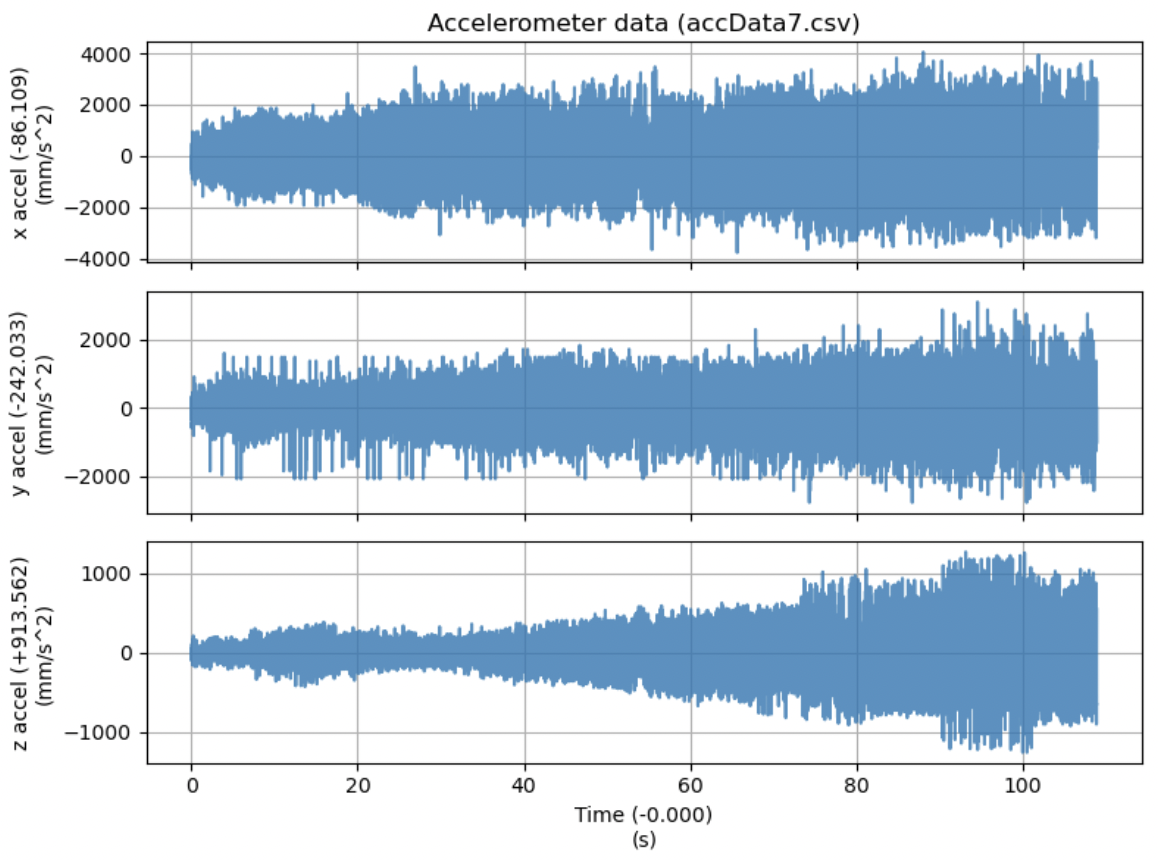 Accelerometer data (accData7.csv)
x accel (-86.109)
(mm/s^2)
4000
2000
0
−2000
−4000
y accel (-242.033)
(mm/s^2)
2000
0
−2000
z accel (+913.562)
(mm/s^2)
1000
0
−1000
0 20 40 60 80 100
Time (-0.000)
(s)